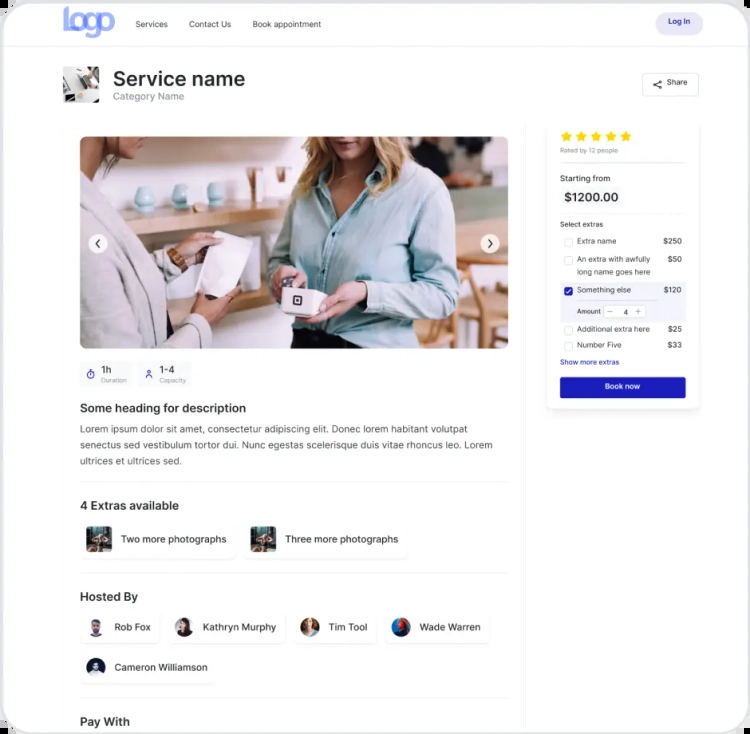 logo
Services
Contact Us
Book appointment
Log In
Service name
Category Name
Share
1h
Duration
1-4
Capacity
Some heading for description
Lorem ipsum dolor sit amet, consectetur adipiscing elit. Donec lorem habitant volutpat
senectus sed vestibulum tortor dui. Nunc egestas scelerisque duis vitae rhoncus leo. Lorem
ultrices et ultrices sed.
4 Extras available
Two more photographs
Three more photographs
Hosted By
Rob Fox
Kathryn Murphy
Tim Tool
Wade Warren
Cameron Williamson
Pay With
Rated by 12 people
Starting from
$1200.00
Select extras
Extra name $250
An extra with awfully $50
long name goes here
Something else $120
Amount − 4 +
Additional extra here $25
Number Five $33
Show more extras
Book now